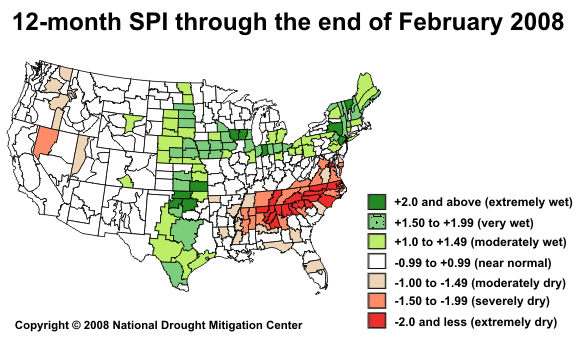 12-month SPI through the end of February 2008
+2.0 and above (extremely wet)
+1.50 to +1.99 (very wet)
+1.0 to +1.49 (moderately wet)
-0.99 to +0.99 (near normal)
-1.00 to -1.49 (moderately dry)
-1.50 to -1.99 (severely dry)
-2.0 and less (extremely dry)
Copyright © 2008 National Drought Mitigation Center